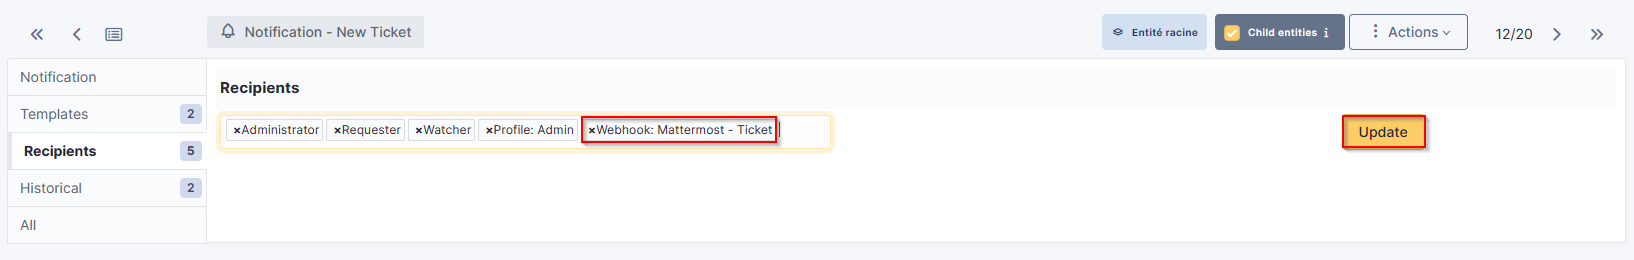 Notification - New Ticket
Entité racine
Child entities i
Actions
12/20
Notification
Templates 2
Recipients 5
Historical 2
All
Recipients
×Administrator ×Requester ×Watcher ×Profile: Admin ×Webhook: Mattermost - Ticket
Update